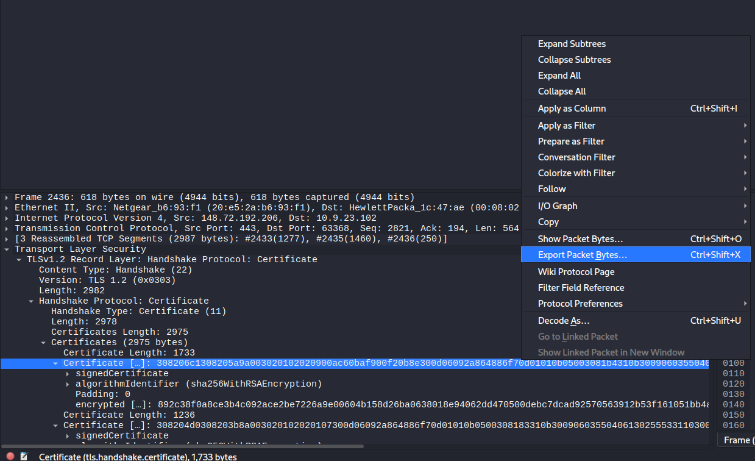 Expand Subtrees
Collapse Subtrees
Expand All
Collapse All
Apply as Column Ctrl+Shift+I
Apply as Filter
Prepare as Filter
Conversation Filter
Colorize with Filter
Follow
I/O Graph
Copy
Show Packet Bytes… Ctrl+Shift+O
Export Packet Bytes… Ctrl+Shift+X
Wiki Protocol Page
Filter Field Reference
Protocol Preferences
Decode As… Ctrl+Shift+U
Go to Linked Packet
Show Linked Packet in New Window
Frame 2436: 618 bytes on wire (4944 bits), 618 bytes captured (4944 bits)
Ethernet II, Src: Netgear_b6:93:f1 (20:e5:2a:b6:93:f1), Dst: HewlettPacka_1c:47:ae (00:08:02
Internet Protocol Version 4, Src: 148.72.192.206, Dst: 10.9.23.102
Transmission Control Protocol, Src Port: 443, Dst Port: 63368, Seq: 2821, Ack: 194, Len: 564
[3 Reassembled TCP Segments (2987 bytes): #2433(1277), #2435(1460), #2436(250)]
Transport Layer Security
TLSv1.2 Record Layer: Handshake Protocol: Certificate
Content Type: Handshake (22)
Version: TLS 1.2 (0x0303)
Length: 2982
Handshake Protocol: Certificate
Handshake Type: Certificate (11)
Length: 2978
Certificates Length: 2975
Certificates (2975 bytes)
Certificate Length: 1733
Certificate […]: 308206c1308205a9a003020102020900ac60baf900f20b8e300d06092a864886f70d01010b05003081b4310b3009060355040 0100
signedCertificate 0110
algorithmIdentifier (sha256WithRSAEncryption) 0120
Padding: 0 0130
encrypted […]: 892c38f0a8ce3b4c092ace2be7226a9e00604b158d26ba0638018e94062dd470500debc7dcad92570563912b53f161051bb4a 0140
Certificate Length: 1236 0150
Certificate […]: 308204d0308203b8a003020102020107300d06092a864886f70d01010b0500308183310b30090603550406130255533110300 0160
signedCertificate
Frame (
Certificate (tls.handshake.certificate), 1,733 bytes